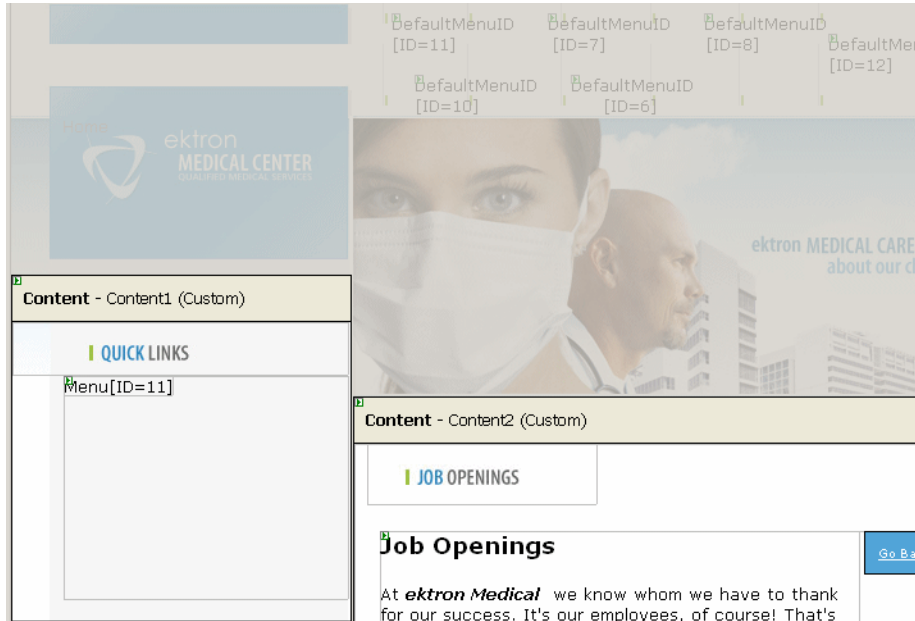 DefaultMenuID
[ID=11]
DefaultMenuID
[ID=7]
DefaultMenuID
[ID=8]
DefaultMe
[ID=12]
DefaultMenuID
[ID=10]
DefaultMenuID
[ID=6]
ektron
MEDICAL CENTER
QUALIFIED MEDICAL SERVICES
ektron MEDICAL CARE
about our
Content - Content1 (Custom)
QUICK LINKS
Menu[ID=11]
Content - Content2 (Custom)
JOB OPENINGS
Job Openings
Go Ba
At ektron Medical we know whom we have to thank
for our success. It's our employees, of course! That's